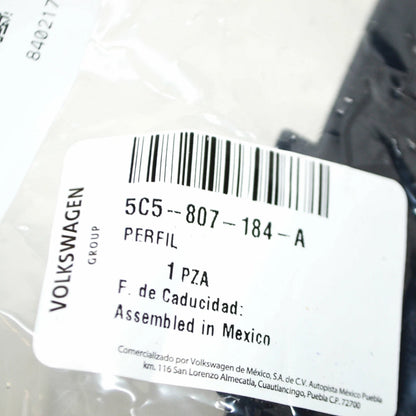 840217
VOLKSWAGEN
GROUP
5C5--807-184-A
PERFIL
1 PZA
F. de Caducidad:
Assembled in Mexico
Comercializado por Volkswagen de México, S.A. de C.V. Autopista México Puebla
km. 116 San Lorenzo Almecatla, Cuautlancingo, Puebla C.P. 72700